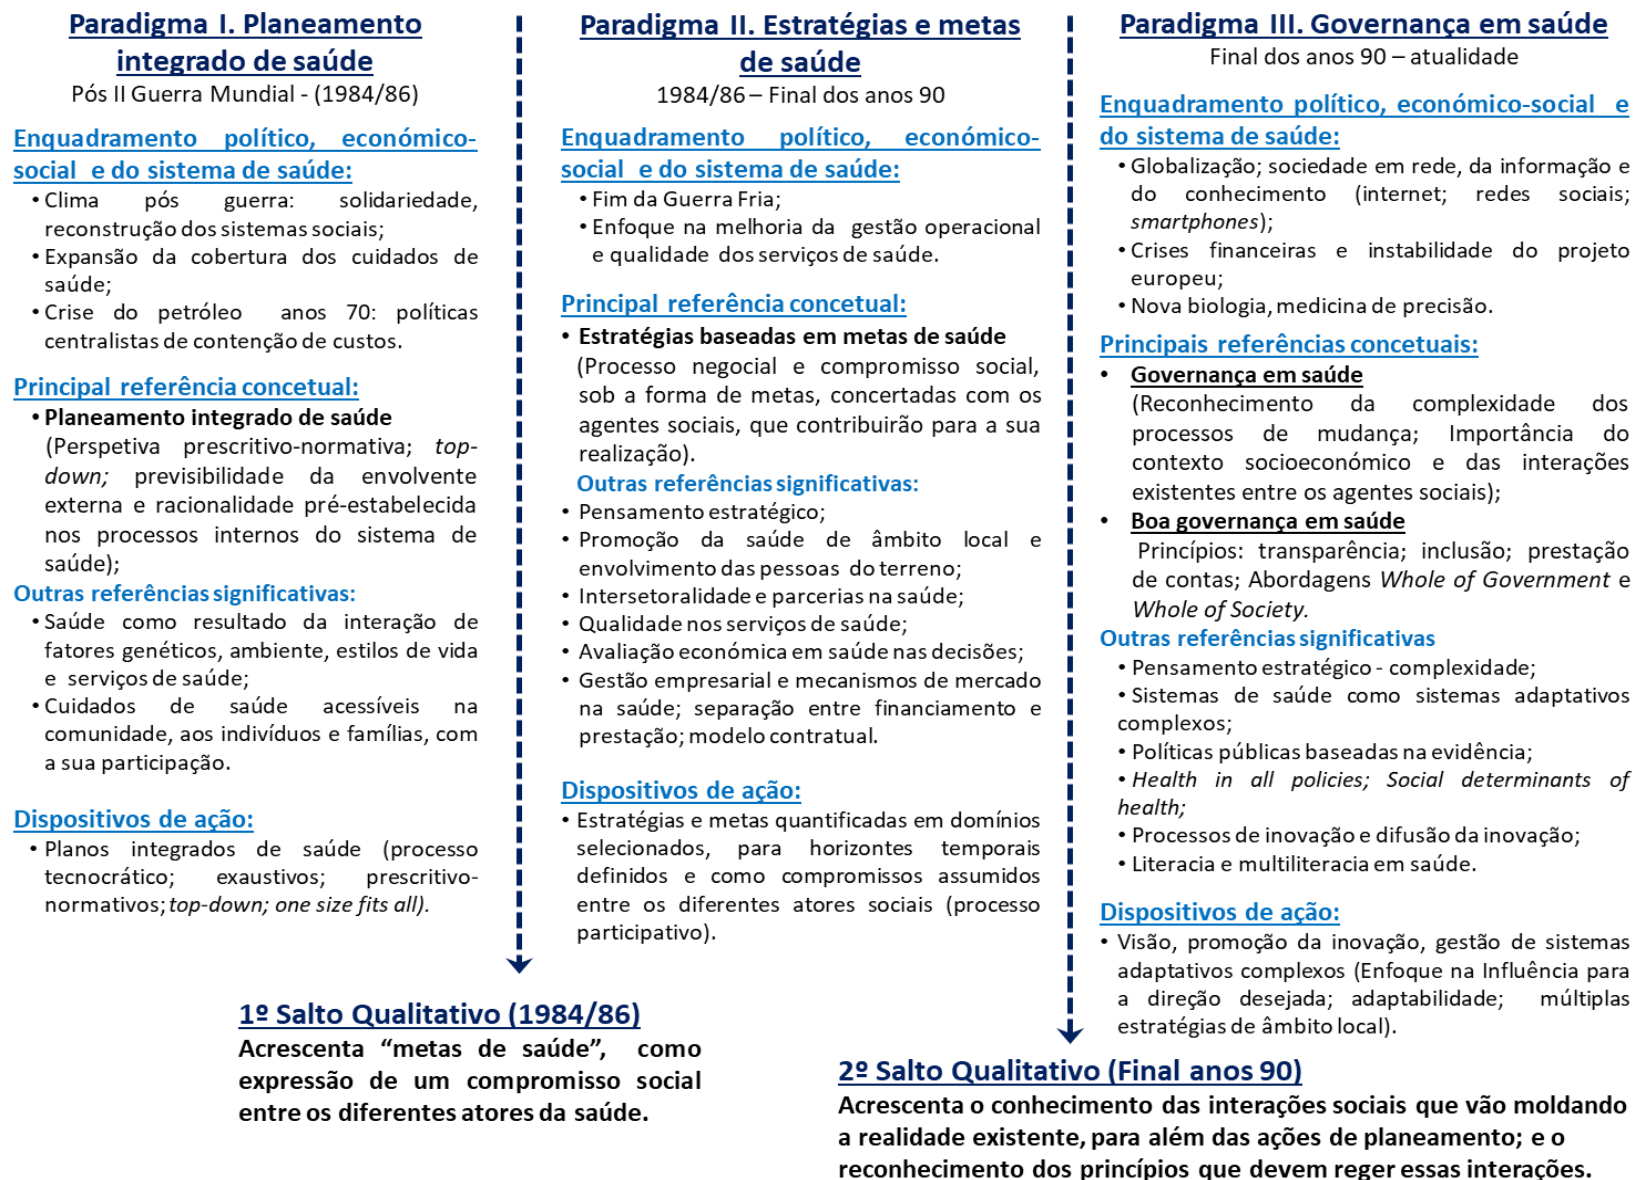 Paradigma I. Planeamento
integrado de saúde
Pós II Guerra Mundial - (1984/86)
Enquadramento político, económico-
social e do sistema de saúde:
• Clima pós guerra: solidariedade,
reconstrução dos sistemas sociais;
• Expansão da cobertura dos cuidados de
saúde;
• Crise do petróleo anos 70: políticas
centralistas de contenção de custos.
Principal referência concetual:
• Planeamento integrado de saúde
(Perspetiva prescritivo-normativa; top-
down; previsibilidade da envolvente
externa e racionalidade pré-estabelecida
nos processos internos do sistema de
saúde);
Outras referências significativas:
• Saúde como resultado da interação de
fatores genéticos, ambiente, estilos de vida
e serviços de saúde;
• Cuidados de saúde acessíveis na
comunidade, aos indivíduos e famílias, com
a sua participação.
Dispositivos de ação:
• Planos integrados de saúde (processo
tecnocrático; exaustivos; prescritivo-
normativos; top-down; one size fits all).
Paradigma II. Estratégias e metas
de saúde
1984/86 – Final dos anos 90
Enquadramento político, económico-
social e do sistema de saúde:
• Fim da Guerra Fria;
• Enfoque na melhoria da gestão operacional
e qualidade dos serviços de saúde.
Principal referência concetual:
• Estratégias baseadas em metas de saúde
(Processo negocial e compromisso social,
sob a forma de metas, concertadas com os
agentes sociais, que contribuirão para a sua
realização).
Outras referências significativas:
• Pensamento estratégico;
• Promoção da saúde de âmbito local e
envolvimento das pessoas do terreno;
• Intersetoralidade e parcerias na saúde;
• Qualidade nos serviços de saúde;
• Avaliação económica em saúde nas decisões;
• Gestão empresarial e mecanismos de mercado
na saúde; separação entre financiamento e
prestação; modelo contratual.
Dispositivos de ação:
• Estratégias e metas quantificadas em domínios
selecionados, para horizontes temporais
definidos e como compromissos assumidos
entre os diferentes atores sociais (processo
participativo).
Paradigma III. Governança em saúde
Final dos anos 90 – atualidade
Enquadramento político, económico-social e
do sistema de saúde:
• Globalização; sociedade em rede, da informação e
do conhecimento (internet; redes sociais;
smartphones);
• Crises financeiras e instabilidade do projeto
europeu;
• Nova biologia, medicina de precisão.
Principais referências concetuais:
• Governança em saúde
(Reconhecimento da complexidade dos
processos de mudança; Importância do
contexto socioeconómico e das interações
existentes entre os agentes sociais);
• Boa governança em saúde
Princípios: transparência; inclusão; prestação
de contas; Abordagens Whole of Government e
Whole of Society.
Outras referências significativas
• Pensamento estratégico - complexidade;
• Sistemas de saúde como sistemas adaptativos
complexos;
• Políticas públicas baseadas na evidência;
• Health in all policies; Social determinants of
health;
• Processos de inovação e difusão da inovação;
• Literacia e multiliteracia em saúde.
Dispositivos de ação:
• Visão, promoção da inovação, gestão de sistemas
adaptativos complexos (Enfoque na Influência para
a direção desejada; adaptabilidade; múltiplas
estratégias de âmbito local).
1º Salto Qualitativo (1984/86)
Acrescenta “metas de saúde”, como
expressão de um compromisso social
entre os diferentes atores da saúde.
2º Salto Qualitativo (Final anos 90)
Acrescenta o conhecimento das interações sociais que vão moldando
a realidade existente, para além das ações de planeamento; e o
reconhecimento dos princípios que devem reger essas interações.